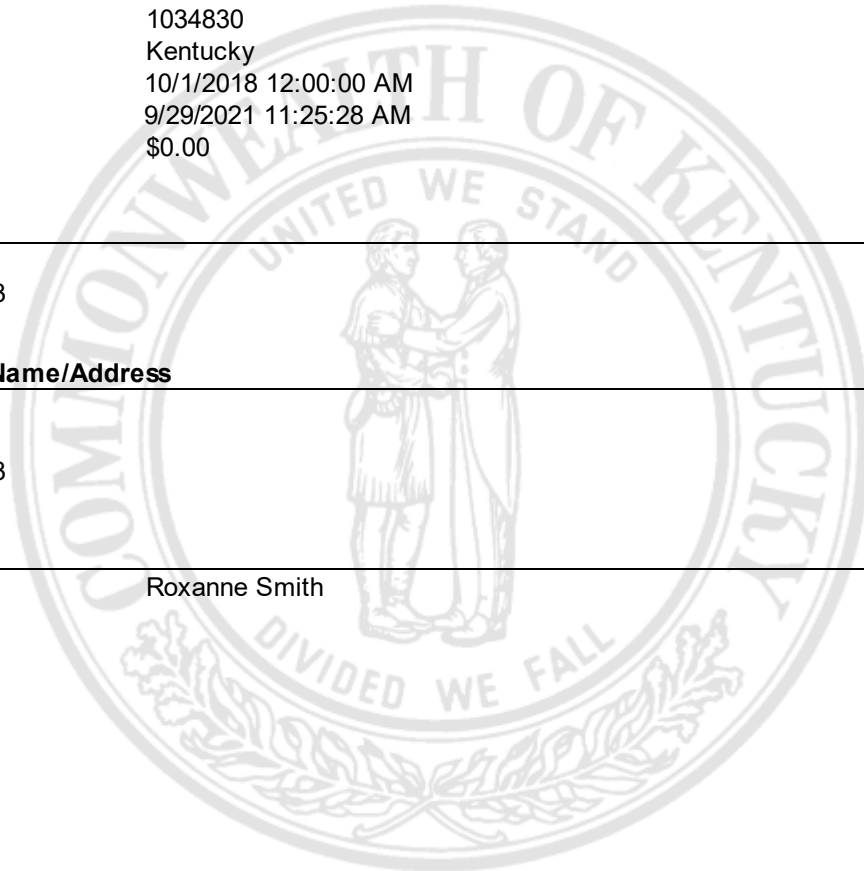 1034830
Kentucky
10/1/2018 12:00:00 AM
9/29/2021 11:25:28 AM
$0.00
COMMONWEALTH OF KENTUCKY
UNITED WE STAND
3
Name/Address
3
Roxanne Smith
DIVIDED WE FALL